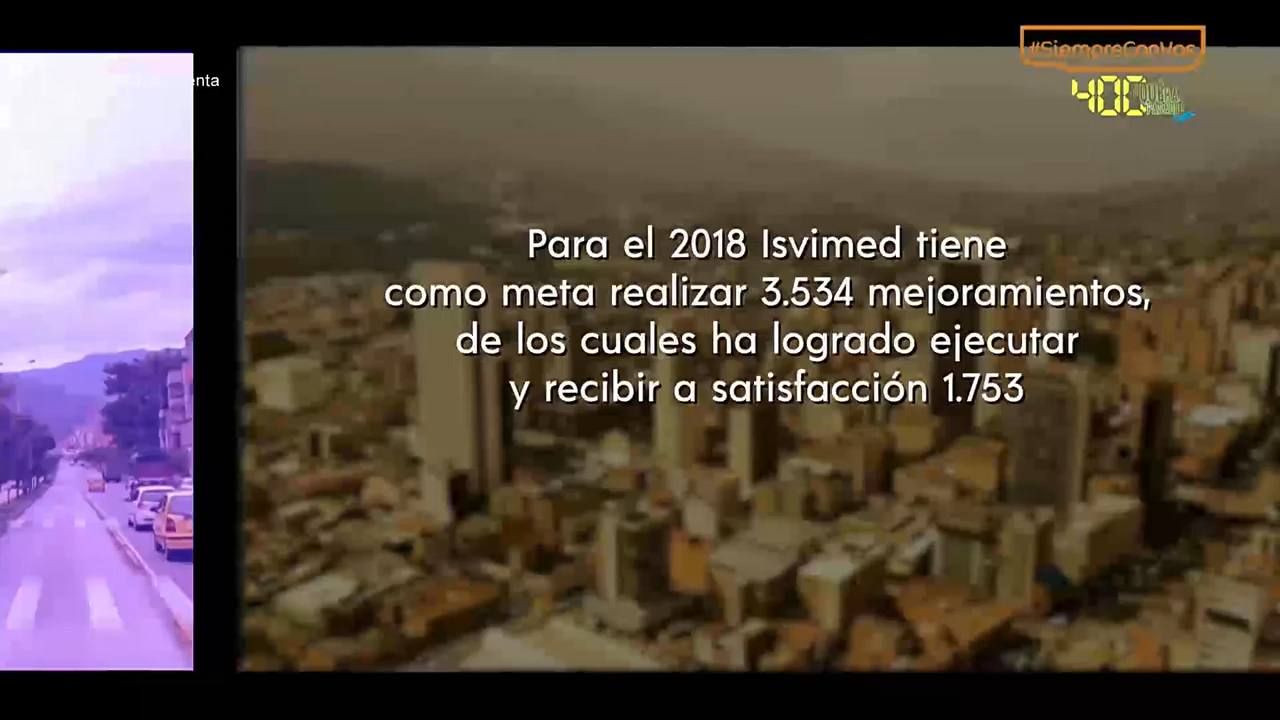 #SiempreConVos
enta
400
Para el 2018 Isvimed tiene
como meta realizar 3.534 mejoramientos,
de los cuales ha logrado ejecutar
y recibir a satisfacción 1.753